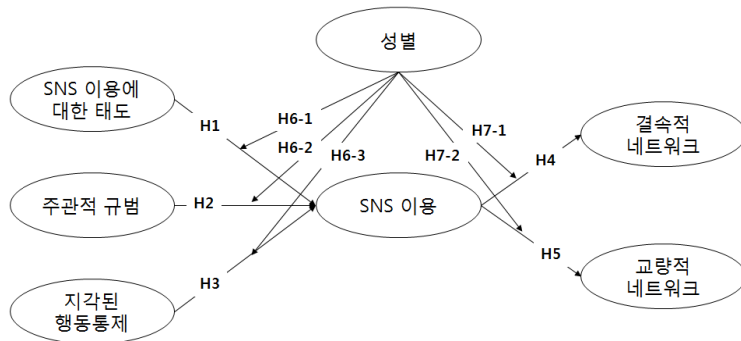 성별
SNS 이용에
대한 태도
H1
H6-1
H6-2
H6-3
H7-1
H7-2
H4
결속적
네트워크
주관적 규범
H2
SNS 이용
H3
H5
지각된
행동통제
교량적
네트워크